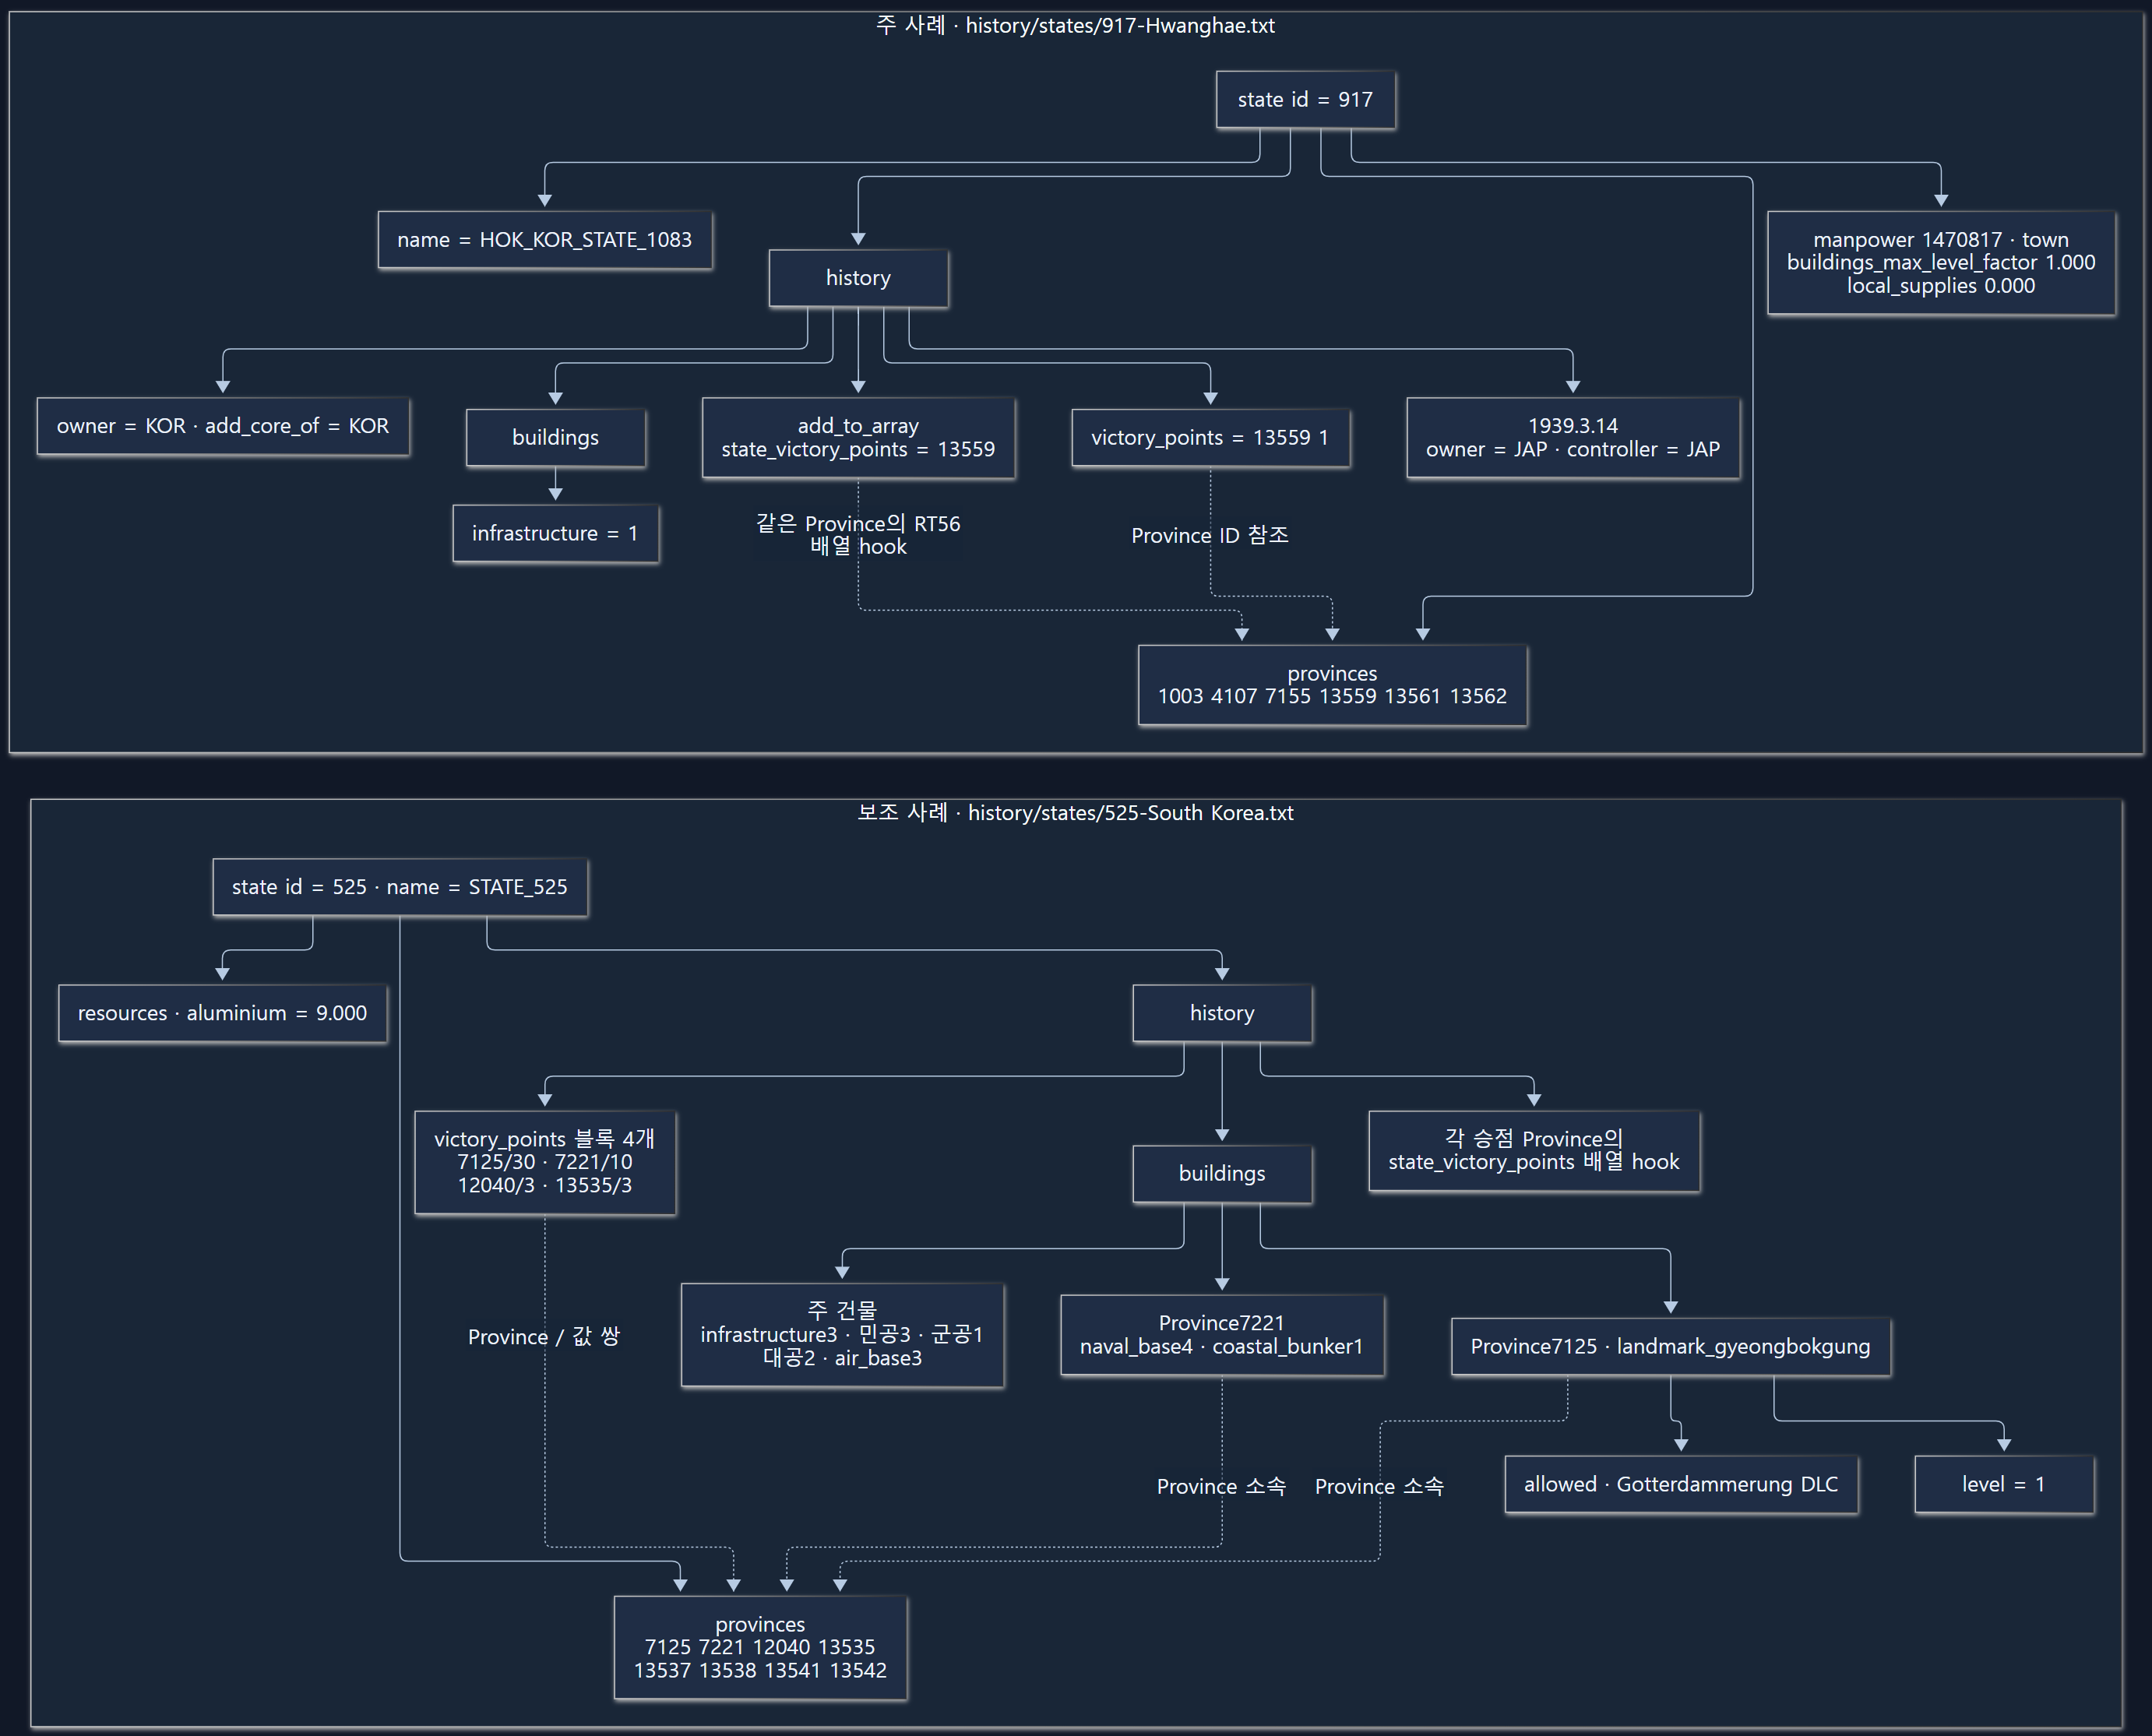 주 사례 · history/states/917-Hwanghae.txt
state id = 917
name = HOK_KOR_STATE_1083
history
manpower 1470817 · town
buildings_max_level_factor 1.000
local_supplies 0.000
owner = KOR · add_core_of = KOR
buildings
add_to_array
state_victory_points = 13559
victory_points = 13559 1
1939.3.14
owner = JAP · controller = JAP
infrastructure = 1
같은 Province의 RT56
배열 hook
Province ID 참조
provinces
1003 4107 7155 13559 13561 13562
보조 사례 · history/states/525-South Korea.txt
state id = 525 · name = STATE_525
resources · aluminium = 9.000
history
victory_points 블록 4개
7125/30 · 7221/10
12040/3 · 13535/3
buildings
각 승점 Province의
state_victory_points 배열 hook
Province / 값 쌍
주 건물
infrastructure3 · 민공3 · 군공1
대공2 · air_base3
Province7221
naval_base4 · coastal_bunker1
Province7125 · landmark_gyeongbokgung
Province 소속
Province 소속
allowed · Gotterdammerung DLC
level = 1
provinces
7125 7221 12040 13535
13537 13538 13541 13542